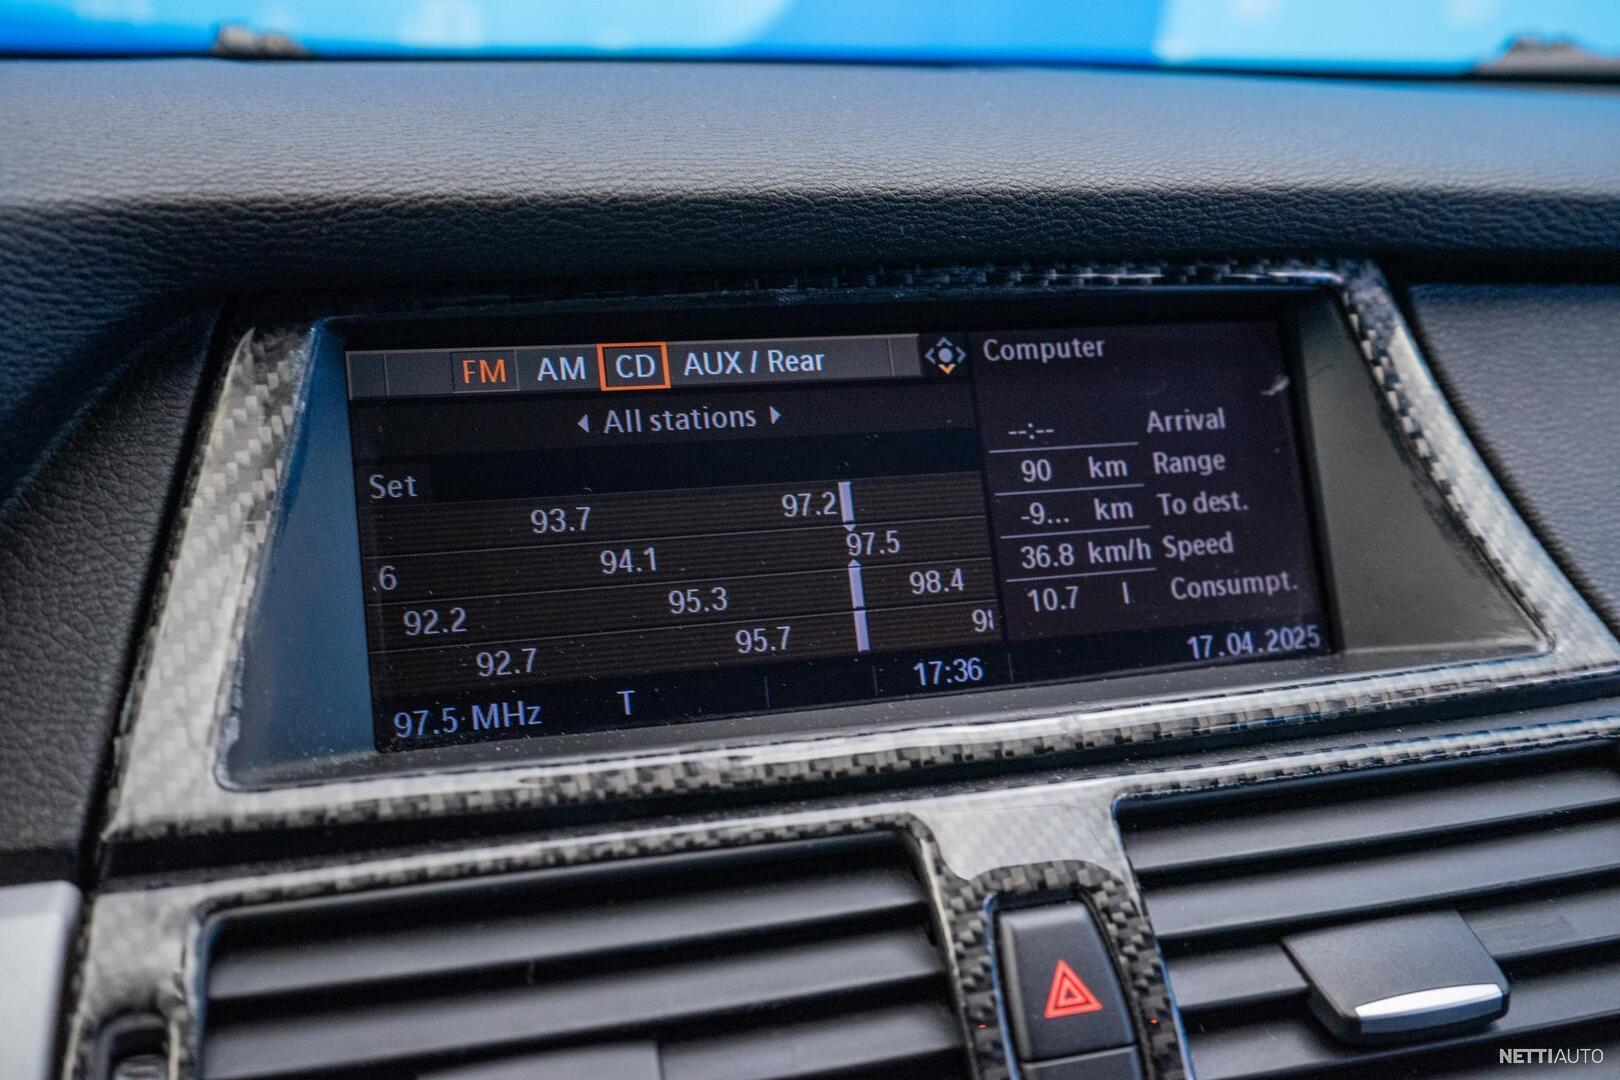 FM AM CD AUX / Rear
All stations
Set
93.7 97.2
.6 94.1 97.5
92.2 95.3 98.4
92.7 95.7
97.5 MHz T 17:36
Computer
--:-- Arrival
90 km Range
-9... km To dest.
36.8 km/h Speed
10.7 l Consumpt.
17.04.2025
NETTIAUTO